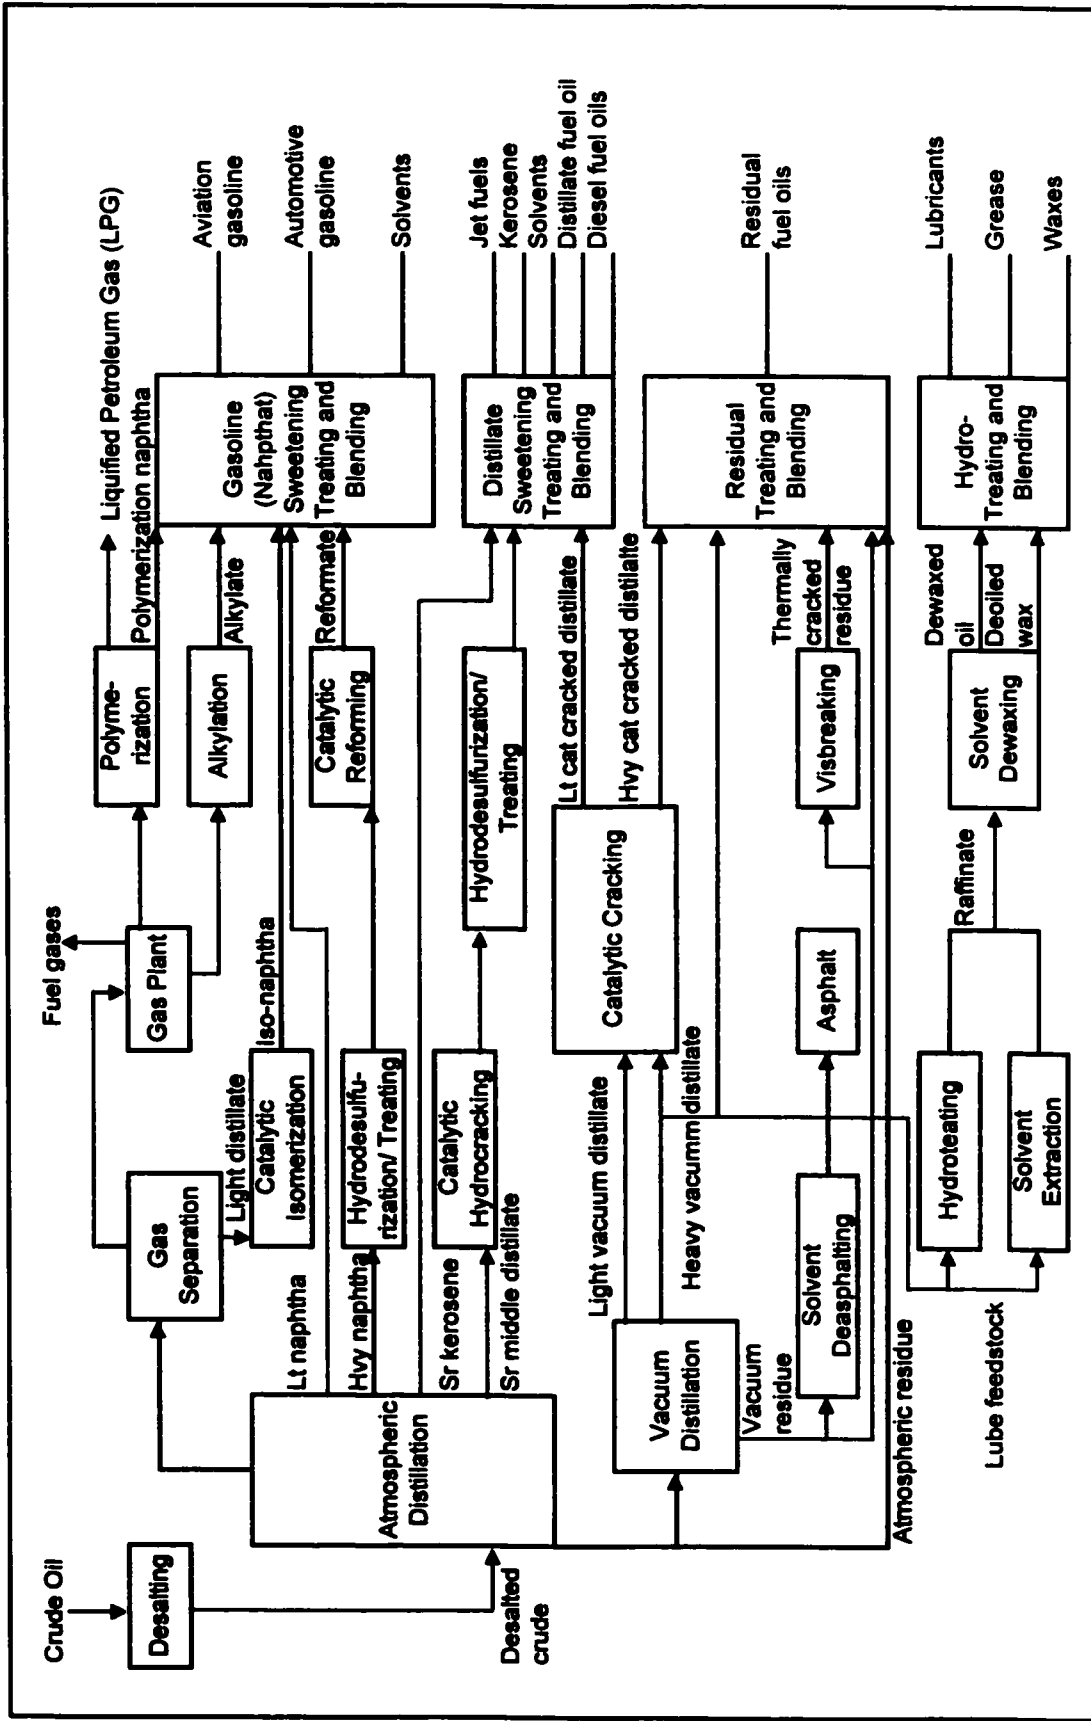 Crude Oil
Desalting
Desalted
crude
Atmospheric
Distillation
Gas
Separation
Light distillate
Fuel gases
Gas Plant
Polyme-
rization
Liquified Petroleum Gas (LPG)
Polymerization naphtha
Alkylation
Alkylate
Lt naphtha
Catalytic
Isomerization
Iso-naphtha
Hvy naphtha
Hydrodesulfu-
rization/ Treating
Catalytic
Reforming
Reformate
Gasoline
(Nahpthat)
Sweetening
Treating and
Blending
Aviation
gasoline
Automotive
gasoline
Solvents
Sr kerosene
Sr middle distillate
Catalytic
Hydrocracking
Hydrodesulfurization/
Treating
Distillate
Sweetening
Treating and
Blending
Jet fuels
Kerosene
Solvents
Distillate fuel oil
Diesel fuel oils
Vacuum
Distillation
Light vacuum distillate
Heavy vacumm distillate
Catalytic Cracking
Lt cat cracked distillate
Hvy cat cracked distilalte
Vacuum
residue
Solvent
Deasphalting
Asphalt
Visbreaking
Thermally
cracked
residue
Residual
Treating and
Blending
Residual
fuel oils
Atmospheric residue
Lube feedstock
Hydroteating
Solvent
Extraction
Raffinate
Solvent
Dewaxing
Dewaxed
oil
Deoiled
wax
Hydro-
Treating and
Blending
Lubricants
Grease
Waxes